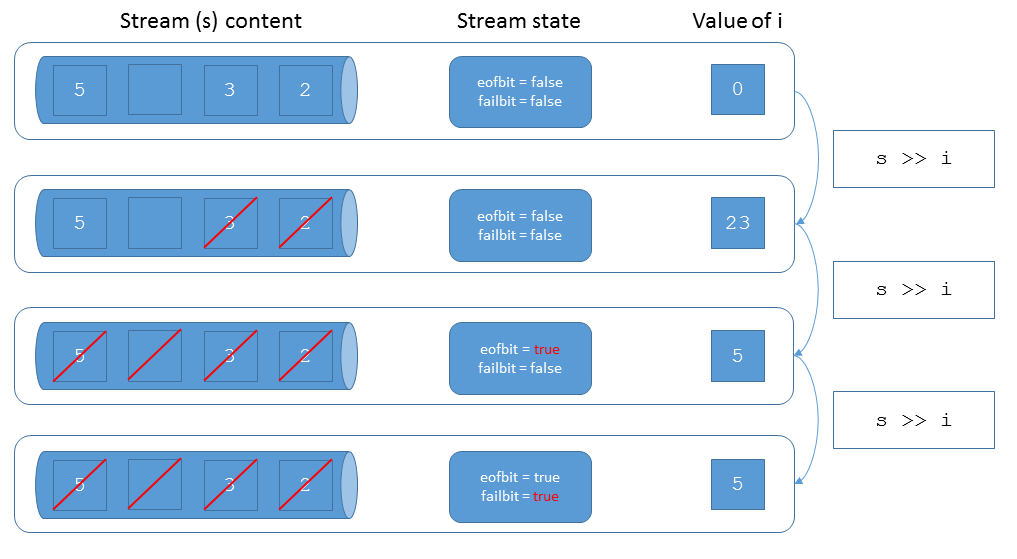 Stream (s) content Stream state Value of i
5 3 2
eofbit = false
failbit = false
0
s >> i
5 3 2
eofbit = false
failbit = false
23
s >> i
5 3 2
eofbit = true
failbit = false
5
s >> i
5 3 2
eofbit = true
failbit = true
5